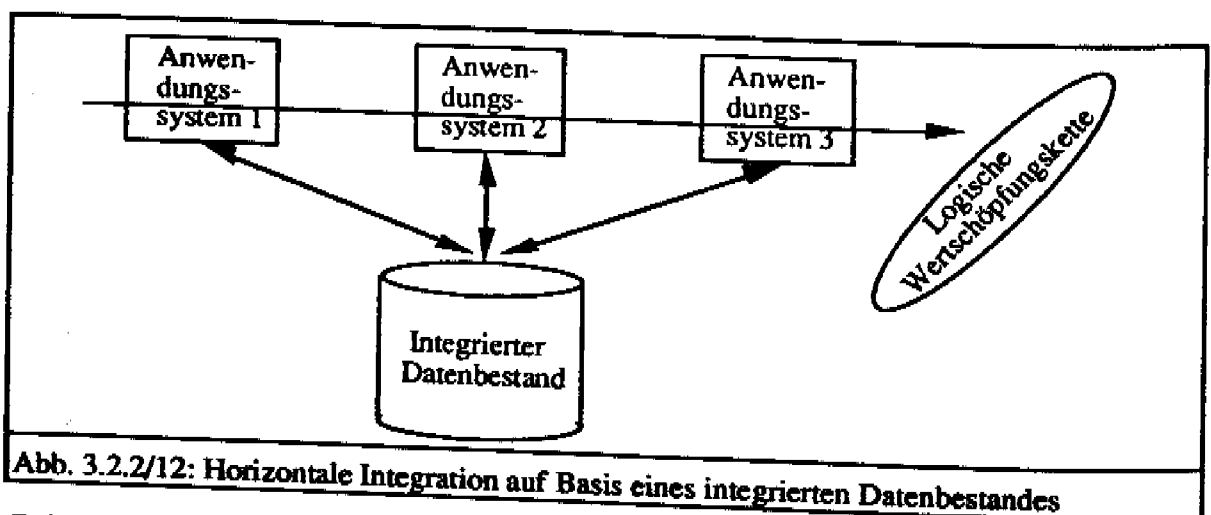 Anwen-
dungs-
system 1
Anwen-
dungs-
system 2
Anwen-
dungs-
system 3
Logische
Wertschöpfungskette
Integrierter
Datenbestand
Abb. 3.2.2/12: Horizontale Integration auf Basis eines integrierten Datenbestandes